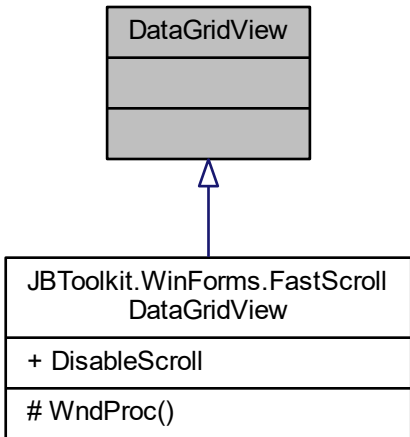 DataGridView
JBToolkit.WinForms.FastScroll
DataGridView
+ DisableScroll
# WndProc()